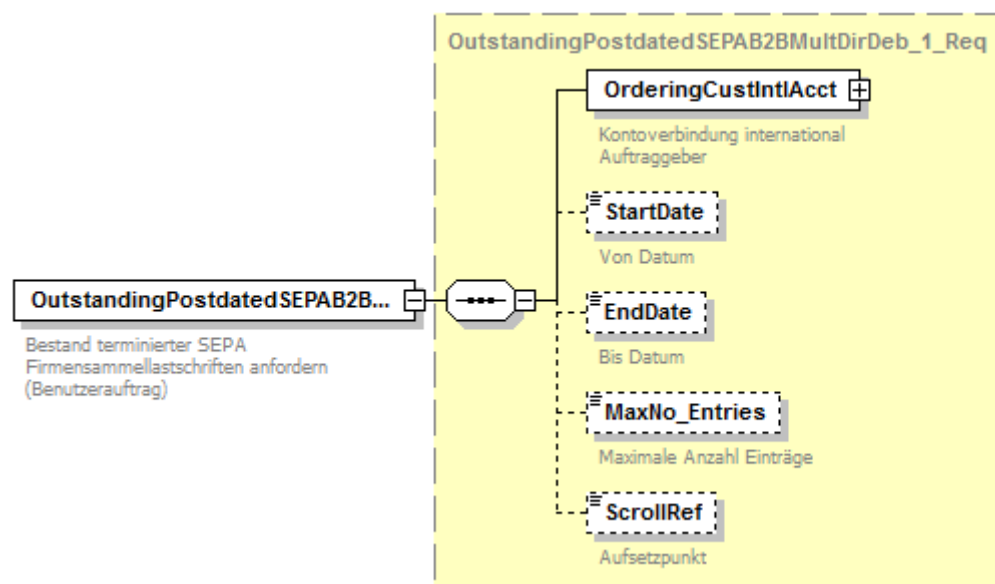 OutstandingPostdatedSEPAB2BMultDirDeb_1_Req
OrderingCustIntlAcct
Kontoverbindung international
Auftraggeber
StartDate
Von Datum
OutstandingPostdatedSEPAB2B...
Bestand terminierter SEPA
Firmensammellastschriften anfordern
(Benutzerauftrag)
EndDate
Bis Datum
MaxNo_Entries
Maximale Anzahl Einträge
ScrollRef
Aufsetzpunkt